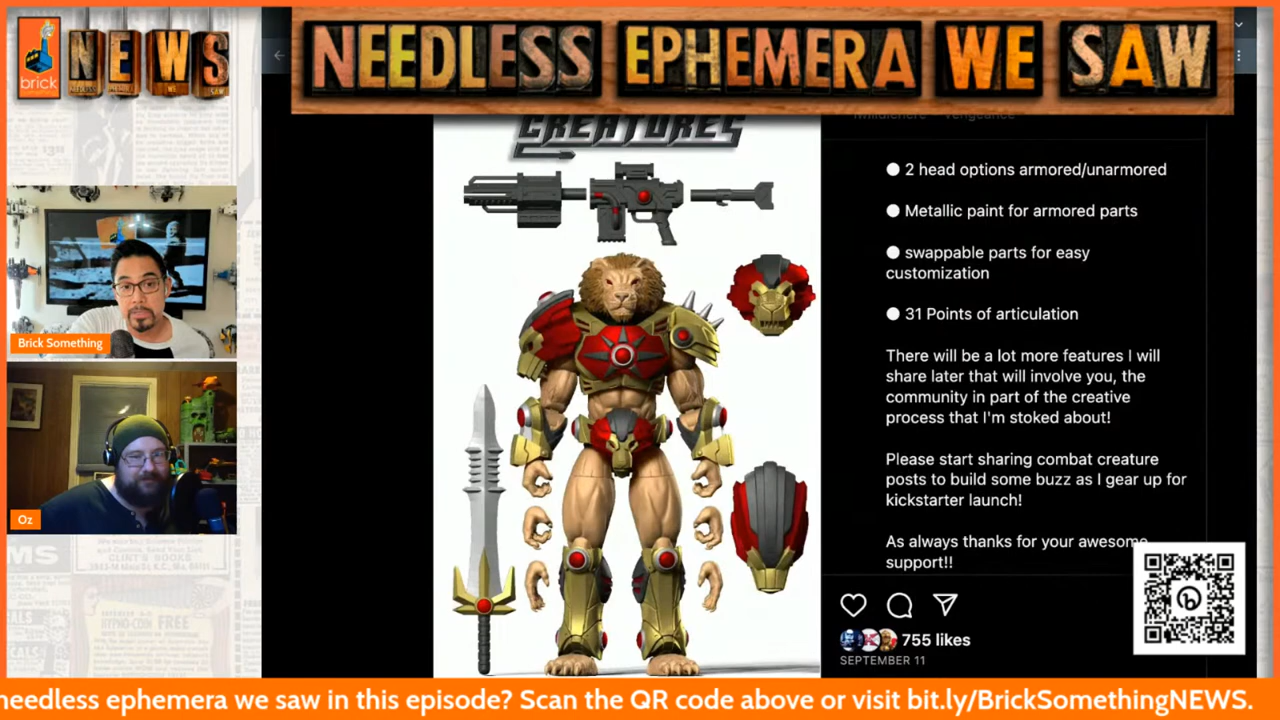 brick
NEWS
NEEDLESS EPHEMERA WE SAW
NEEDLESS
WE
SAW
CREATURES
2 head options armored/unarmored
Metallic paint for armored parts
swappable parts for easy
customization
31 Points of articulation
There will be a lot more features I will
share later that will involve you, the
community in part of the creative
process that I'm stoked about!
Please start sharing combat creature
posts to build some buzz as I gear up for
kickstarter launch!
As always thanks for your awesome
support!!
755 likes
SEPTEMBER 11
Brick Something
Oz
needless ephemera we saw in this episode? Scan the QR code above or visit bit.ly/BrickSomethingNEWS.